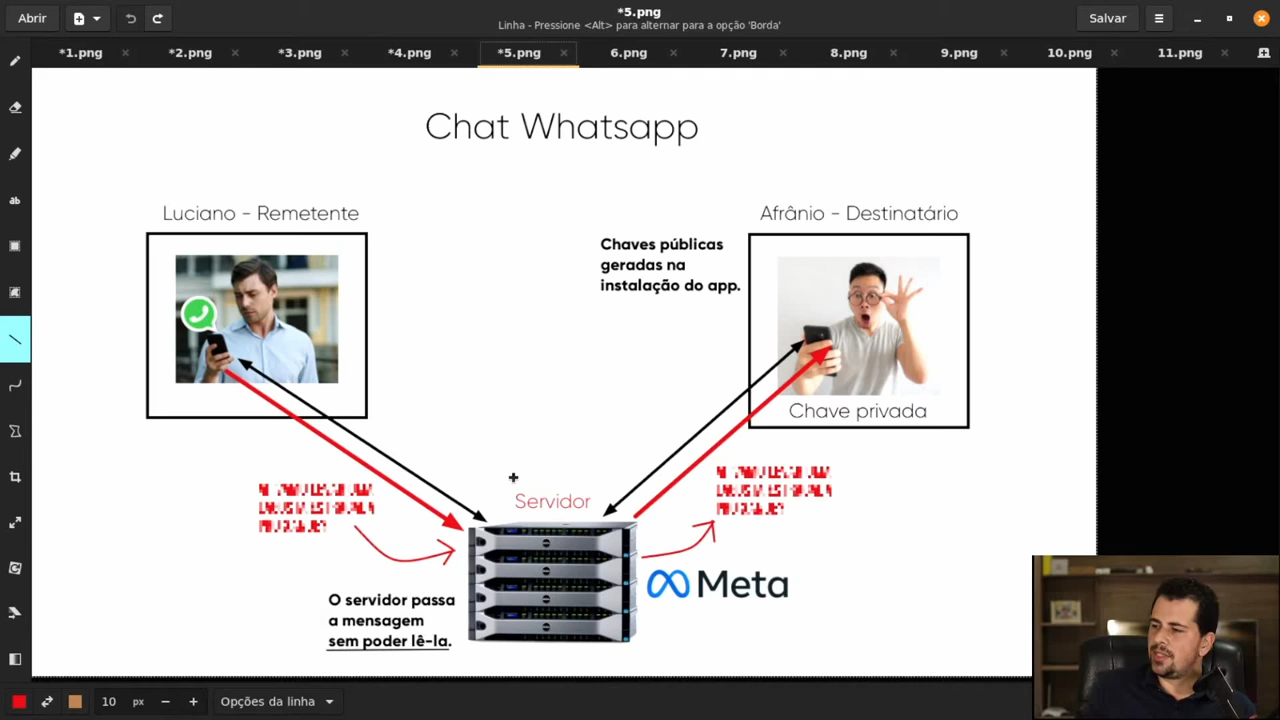 Abrir
*5.png
Linha - Pressione <Alt> para alternar para a opção 'Borda'
Salvar
*1.png
*2.png
*3.png
*4.png
*5.png
6.png
7.png
8.png
9.png
10.png
11.png
ab
Chat Whatsapp
Luciano - Remetente
Afrânio - Destinatário
Chaves públicas
geradas na
instalação do app.
Chave privada
Servidor
Meta
O servidor passa
a mensagem
sem poder lê-la.
10 px
Opções da linha